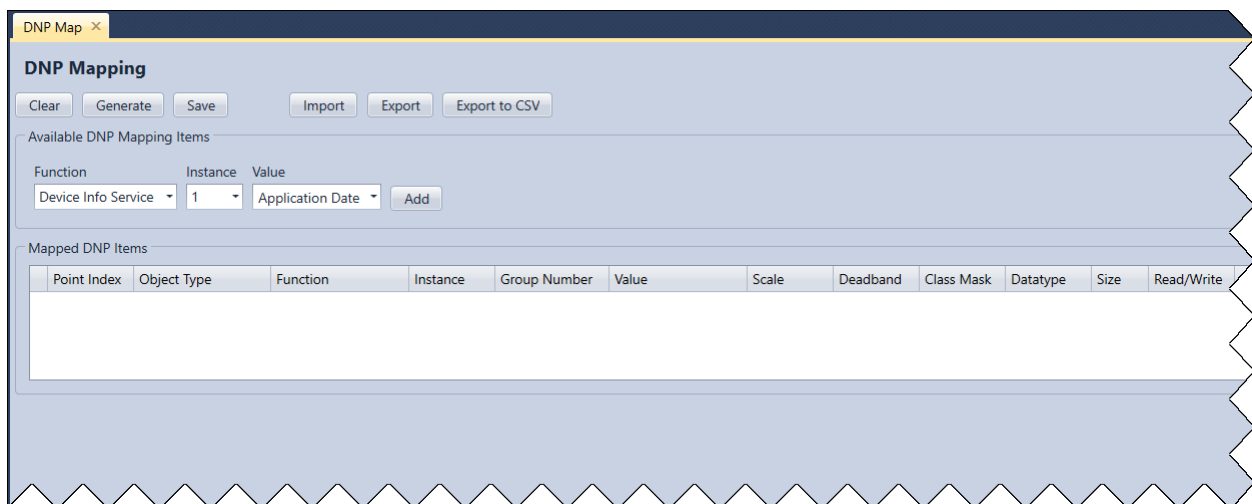 DNP Map
DNP Mapping
Clear Generate Save Import Export Export to CSV
Available DNP Mapping Items
Function Instance Value
Device Info Service 1 Application Date Add
Mapped DNP Items
Point Index Object Type Function Instance Group Number Value Scale Deadband Class Mask Datatype Size Read/Write